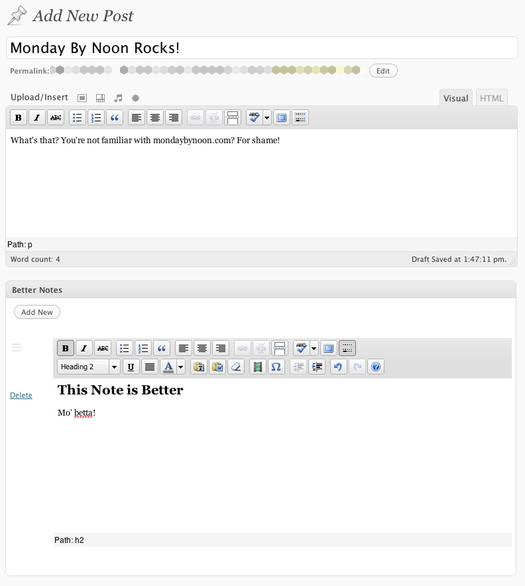 Add New Post
Monday By Noon Rocks!
Permalink: Edit
Upload/Insert Visual HTML
B I ABC “ ABC
What's that? You're not familiar with mondaybynoon.com? For shame!
Path: p
Word count: 4 Draft Saved at 1:47:11 pm.
Better Notes
Add New
B I ABC “ ABC
Heading 2 U A Ω ?
This Note is Better
Delete
Mo' betta!
Path: h2